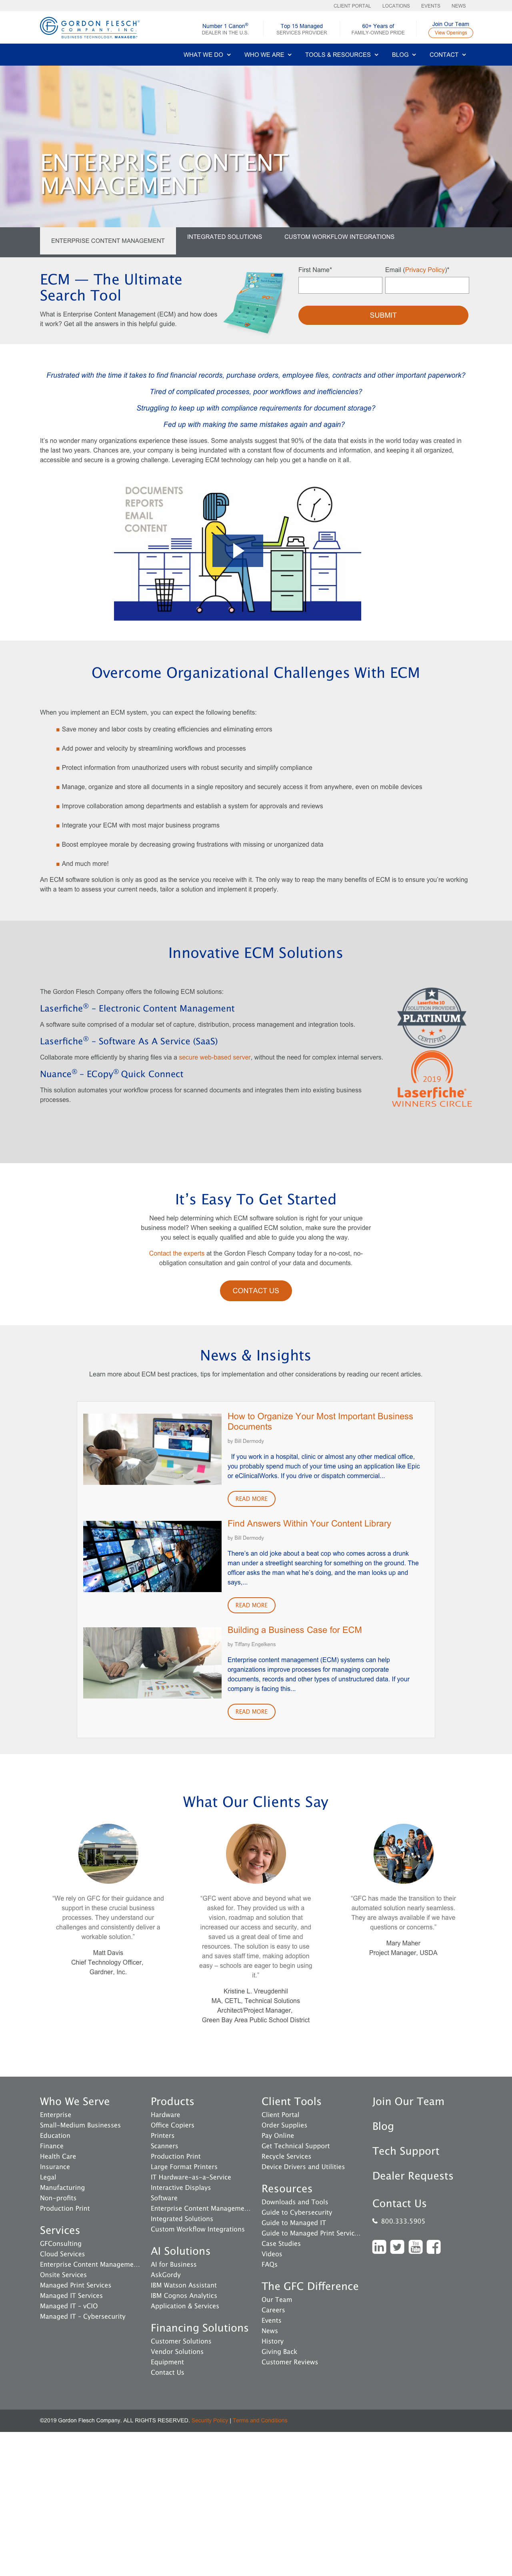 CLIENT PORTAL LOCATIONS EVENTS NEWS
GORDON FLESCH®
COMPANY, INC.
BUSINESS TECHNOLOGY MANAGED®
Number 1 Canon®
DEALER IN THE U.S.
Top 15 Managed
SERVICES PROVIDER
60+ Years of
FAMILY-OWNED PRIDE
Join Our Team
View Openings
WHAT WE DO WHO WE ARE TOOLS & RESOURCES BLOG CONTACT
ENTERPRISE CONTENT
MANAGEMENT
ENTERPRISE CONTENT MANAGEMENT INTEGRATED SOLUTIONS CUSTOM WORKFLOW INTEGRATIONS
ECM — The Ultimate
Search Tool
What is Enterprise Content Management (ECM) and how does
it work? Get all the answers in this helpful guide.
First Name*
Email (Privacy Policy)*
SUBMIT
Frustrated with the time it takes to find financial records, purchase orders, employee files, contracts and other important paperwork?
Tired of complicated processes, poor workflows and inefficiencies?
Struggling to keep up with compliance requirements for document storage?
Fed up with making the same mistakes again and again?
It's no wonder many organizations experience these issues. Some analysts suggest that 90% of the data that exists in the world today was created in
the last two years. Chances are, your company is being inundated with a constant flow of documents and information, and keeping it all organized,
accessible and secure is a growing challenge. Leveraging ECM technology can help you get a handle on it all.
DOCUMENTS
REPORTS
EMAIL
CONTENT
Overcome Organizational Challenges With ECM
When you implement an ECM system, you can expect the following benefits:
Save money and labor costs by creating efficiencies and eliminating errors
Add power and velocity by streamlining workflows and processes
Protect information from unauthorized users with robust security and simplify compliance
Manage, organize and store all documents in a single repository and securely access it from anywhere, even on mobile devices
Improve collaboration among departments and establish a system for approvals and reviews
Integrate your ECM with most major business programs
Boost employee morale by decreasing growing frustrations with missing or unorganized data
And much more!
An ECM software solution is only as good as the service you receive with it. The only way to reap the many benefits of ECM is to ensure you're working
with a team to assess your current needs, tailor a solution and implement it properly.
Innovative ECM Solutions
The Gordon Flesch Company offers the following ECM solutions:
Laserfiche® – Electronic Content Management
A software suite comprised of a modular set of capture, distribution, process management and integration tools.
Laserfiche® – Software As A Service (SaaS)
Collaborate more efficiently by sharing files via a secure web-based server, without the need for complex internal servers.
Nuance® – ECopy® Quick Connect
This solution automates your workflow process for scanned documents and integrates them into existing business
processes.
Laserfiche 10
SOLUTION PROVIDER
PLATINUM
CERTIFIED
2019
Laserfiche®
WINNERS CIRCLE
It's Easy To Get Started
Need help determining which ECM software solution is right for your unique
business model? When seeking a qualified ECM solution, make sure the provider
you select is equally qualified and able to guide you along the way.
Contact the experts at the Gordon Flesch Company today for a no-cost, no-
obligation consultation and gain control of your data and documents.
CONTACT US
News & Insights
Learn more about ECM best practices, tips for implementation and other considerations by reading our recent articles.
How to Organize Your Most Important Business
Documents
by Bill Dermody
If you work in a hospital, clinic or almost any other medical office,
you probably spend much of your time using an application like Epic
or eClinicalWorks. If you drive or dispatch commercial...
READ MORE
Find Answers Within Your Content Library
by Bill Dermody
There's an old joke about a beat cop who comes across a drunk
man under a streetlight searching for something on the ground. The
officer asks the man what he's doing, and the man looks up and
says,...
READ MORE
Building a Business Case for ECM
by Tiffany Engelkens
Enterprise content management (ECM) systems can help
organizations improve processes for managing corporate
documents, records and other types of unstructured data. If your
company is facing this...
READ MORE
What Our Clients Say
"We rely on GFC for their guidance and
support in these crucial business
processes. They understand our
challenges and consistently deliver a
workable solution."
Matt Davis
Chief Technology Officer,
Gardner, Inc.
"GFC went above and beyond what we
asked for. They provided us with a
vision, roadmap and solution that
increased our access and security, and
saved us a great deal of time and
resources. The solution is easy to use
and saves staff time, making adoption
easy – schools are eager to begin using
it."
Kristine L. Vreugdenhil
MA, CETL, Technical Solutions
Architect/Project Manager,
Green Bay Area Public School District
"GFC has made the transition to their
automated solution nearly seamless.
They are always available if we have
questions or concerns."
Mary Maher
Project Manager, USDA
Who We Serve
Enterprise
Small-Medium Businesses
Education
Finance
Health Care
Insurance
Legal
Manufacturing
Non-profits
Production Print
Services
GFConsulting
Cloud Services
Enterprise Content Manageme...
Onsite Services
Managed Print Services
Managed IT Services
Managed IT - vCIO
Managed IT - Cybersecurity
Products
Hardware
Office Copiers
Printers
Scanners
Production Print
Large Format Printers
IT Hardware-as-a-Service
Interactive Displays
Software
Enterprise Content Manageme...
Integrated Solutions
Custom Workflow Integrations
AI Solutions
AI for Business
AskGordy
IBM Watson Assistant
IBM Cognos Analytics
Application & Services
Financing Solutions
Customer Solutions
Vendor Solutions
Equipment
Contact Us
Client Tools
Client Portal
Order Supplies
Pay Online
Get Technical Support
Recycle Services
Device Drivers and Utilities
Resources
Downloads and Tools
Guide to Cybersecurity
Guide to Managed IT
Guide to Managed Print Servic...
Case Studies
Videos
FAQs
The GFC Difference
Our Team
Careers
Events
News
History
Giving Back
Customer Reviews
Join Our Team
Blog
Tech Support
Dealer Requests
Contact Us
800.333.5905
©2019 Gordon Flesch Company. ALL RIGHTS RESERVED. Security Policy | Terms and Conditions